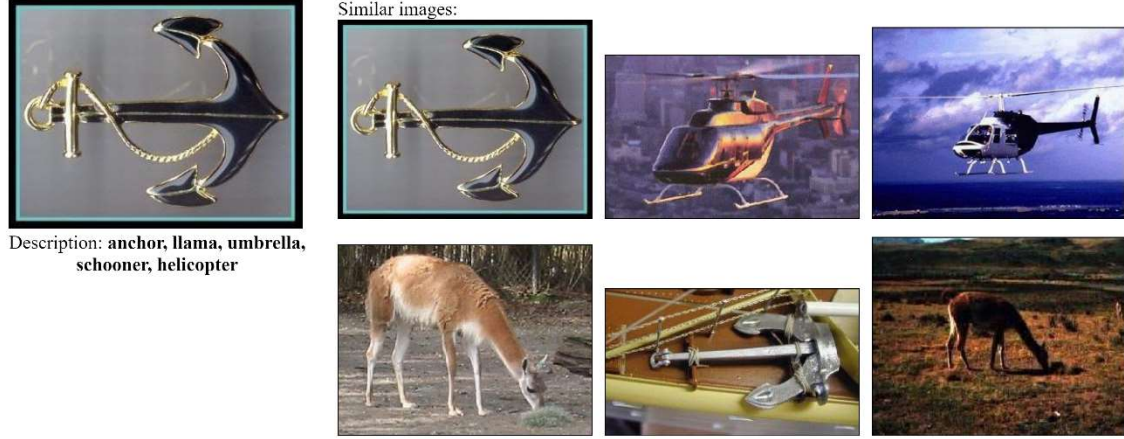 Similar images:
Description: anchor, llama, umbrella,
schooner, helicopter